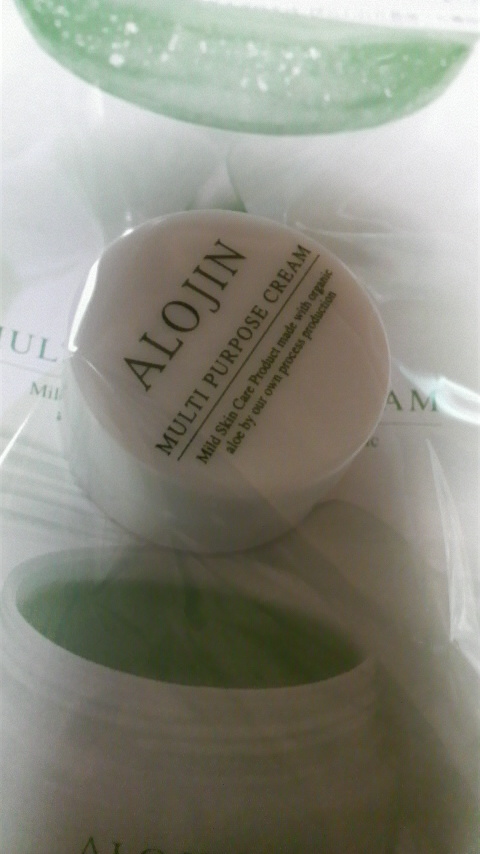 ALOJIN
MULTI PURPOSE CREAM
Mild Skin Care Product made with organic
aloe by our own process production